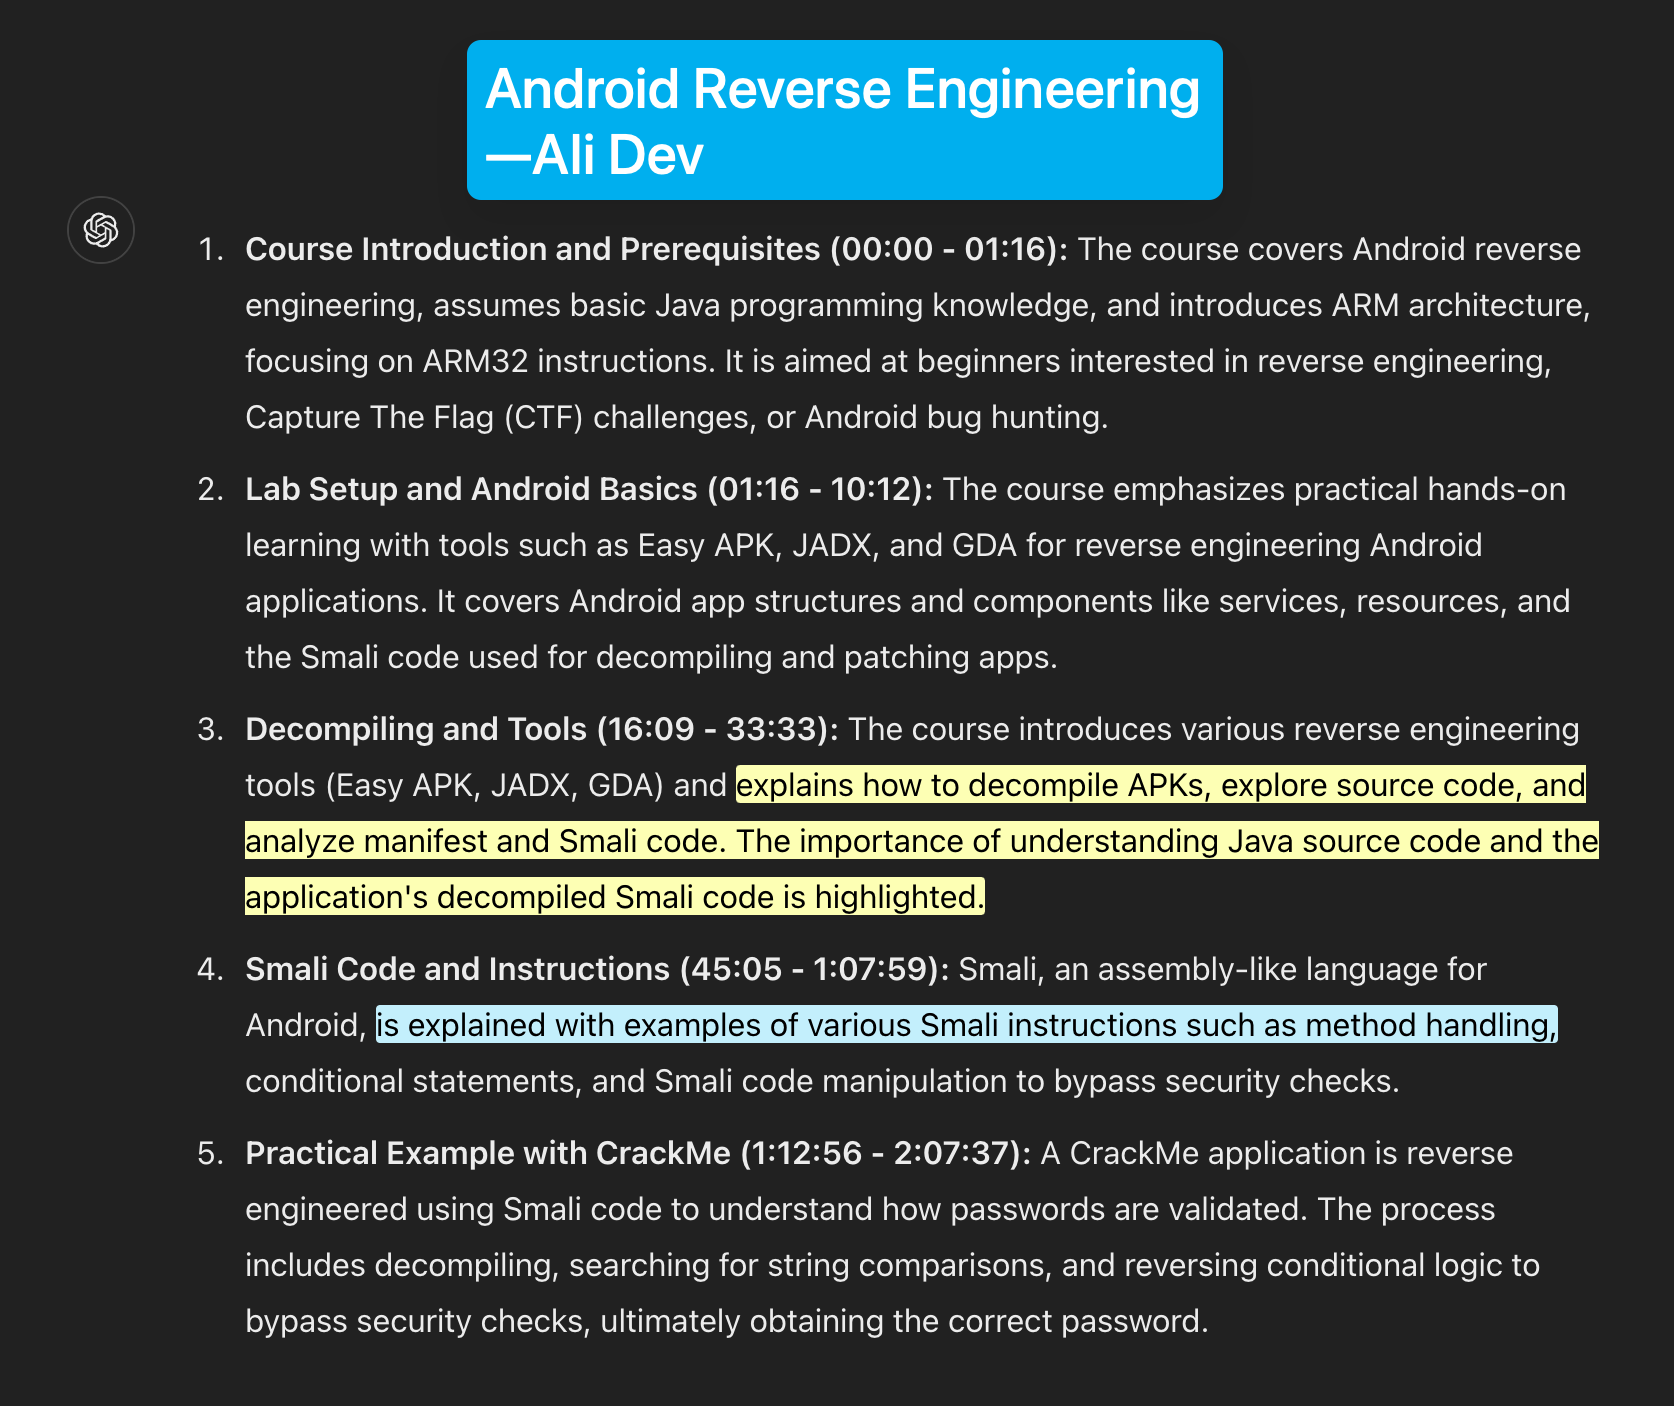 Android Reverse Engineering
—Ali Dev
1. Course Introduction and Prerequisites (00:00 - 01:16): The course covers Android reverse
engineering, assumes basic Java programming knowledge, and introduces ARM architecture,
focusing on ARM32 instructions. It is aimed at beginners interested in reverse engineering,
Capture The Flag (CTF) challenges, or Android bug hunting.
2. Lab Setup and Android Basics (01:16 - 10:12): The course emphasizes practical hands-on
learning with tools such as Easy APK, JADX, and GDA for reverse engineering Android
applications. It covers Android app structures and components like services, resources, and
the Smali code used for decompiling and patching apps.
3. Decompiling and Tools (16:09 - 33:33): The course introduces various reverse engineering
tools (Easy APK, JADX, GDA) and explains how to decompile APKs, explore source code, and
analyze manifest and Smali code. The importance of understanding Java source code and the
application's decompiled Smali code is highlighted.
4. Smali Code and Instructions (45:05 - 1:07:59): Smali, an assembly-like language for
Android, is explained with examples of various Smali instructions such as method handling,
conditional statements, and Smali code manipulation to bypass security checks.
5. Practical Example with CrackMe (1:12:56 - 2:07:37): A CrackMe application is reverse
engineered using Smali code to understand how passwords are validated. The process
includes decompiling, searching for string comparisons, and reversing conditional logic to
bypass security checks, ultimately obtaining the correct password.